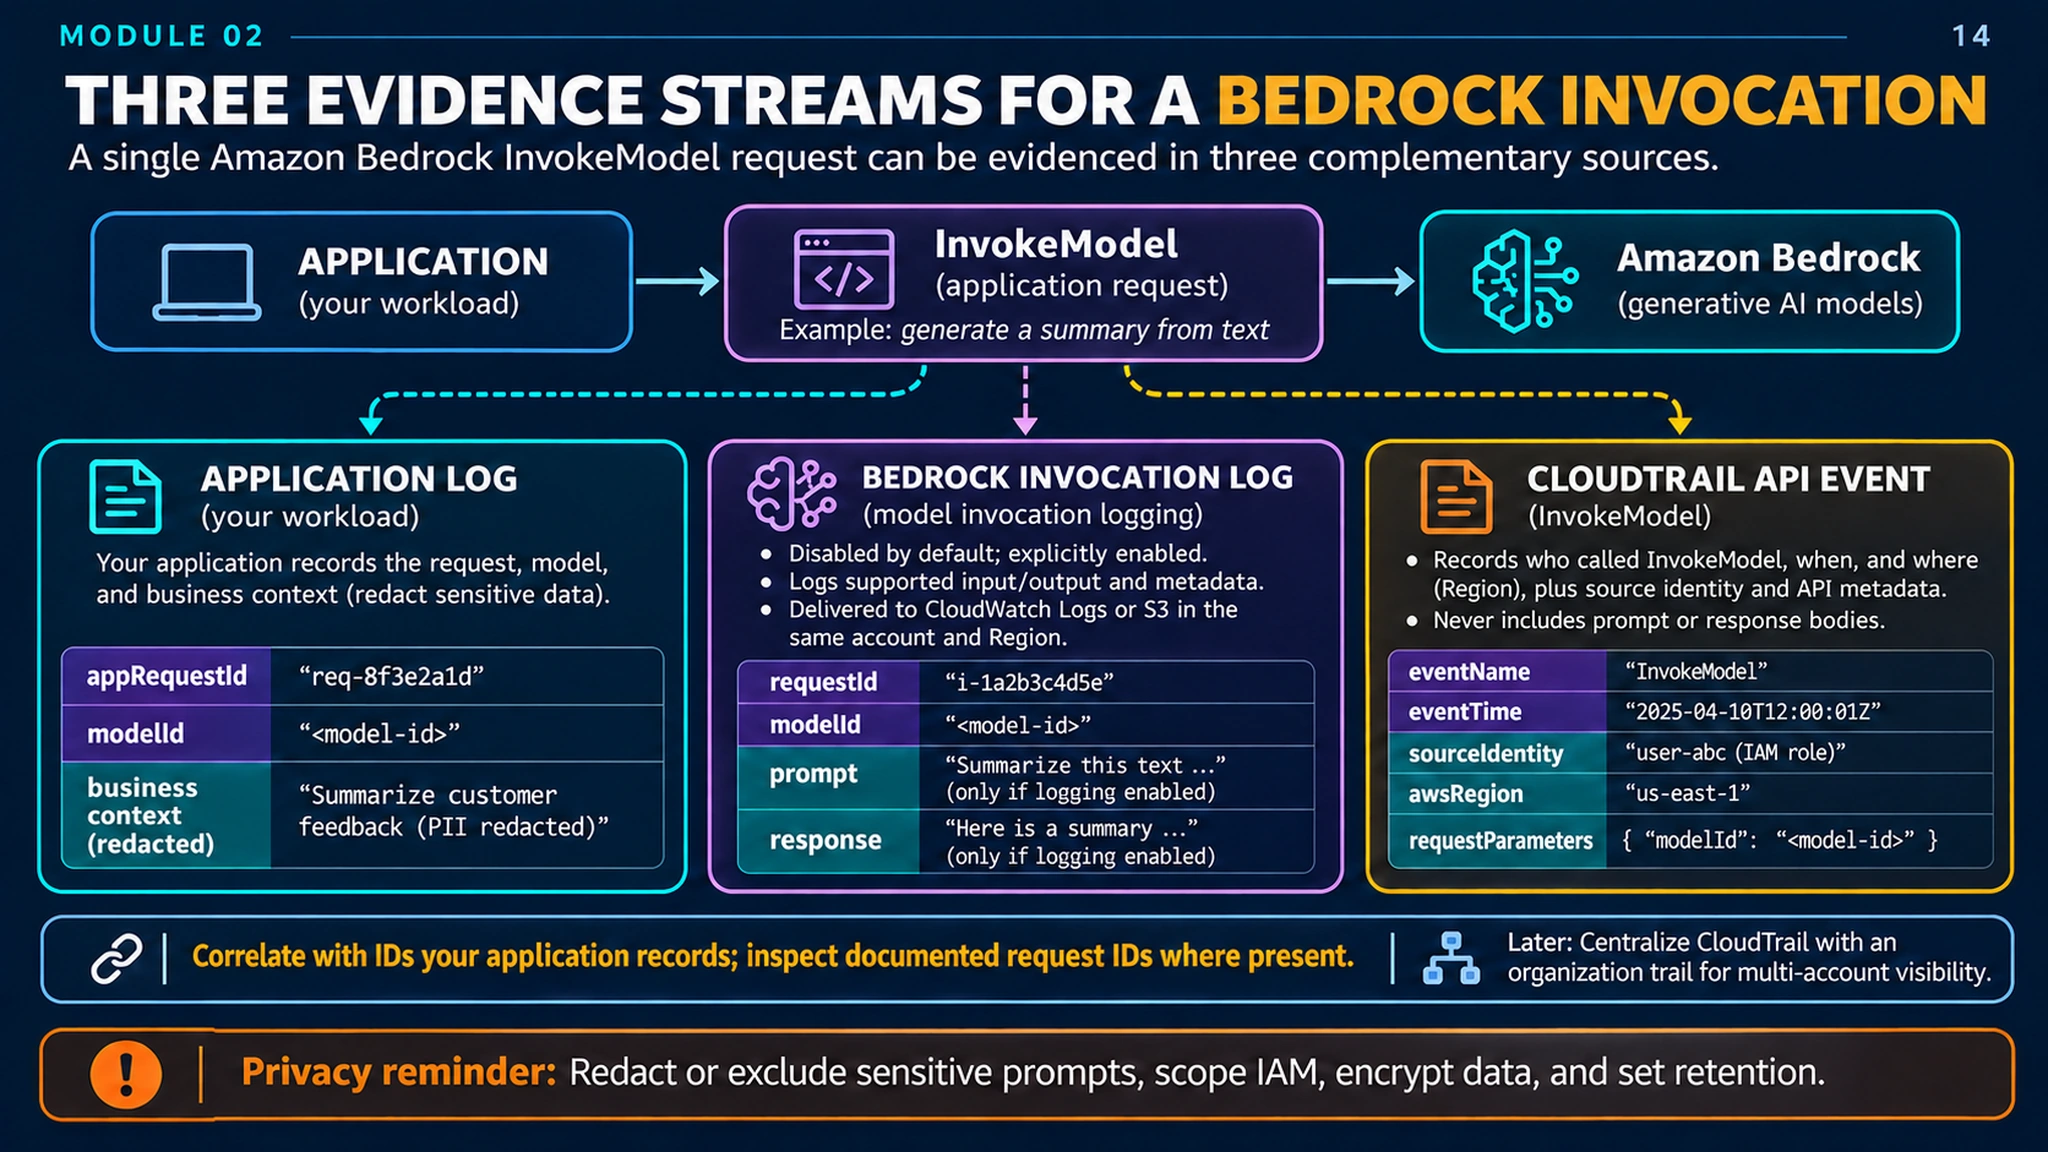 MODULE 02
14
THREE EVIDENCE STREAMS FOR A BEDROCK INVOCATION
A single Amazon Bedrock InvokeModel request can be evidenced in three complementary sources.
APPLICATION
(your workload)
InvokeModel
(application request)
Example: generate a summary from text
Amazon Bedrock
(generative AI models)
APPLICATION LOG
(your workload)
Your application records the request, model,
and business context (redact sensitive data).
appRequestId
“req-8f3e2a1d”
modelId
“<model-id>”
business
context
(redacted)
“Summarize customer
feedback (PII redacted)”
BEDROCK INVOCATION LOG
(model invocation logging)
• Disabled by default; explicitly enabled.
• Logs supported input/output and metadata.
• Delivered to CloudWatch Logs or S3 in the
same account and Region.
requestId
“i-1a2b3c4d5e”
modelId
“<model-id>”
prompt
“Summarize this text ...”
(only if logging enabled)
response
“Here is a summary ...”
(only if logging enabled)
CLOUDTRAIL API EVENT
(InvokeModel)
• Records who called InvokeModel, when, and where
(Region), plus source identity and API metadata.
• Never includes prompt or response bodies.
eventName
“InvokeModel”
eventTime
“2025-04-10T12:00:01Z”
sourceIdentity
“user-abc (IAM role)”
awsRegion
“us-east-1”
requestParameters
{ “modelId”: “<model-id>” }
Correlate with IDs your application records; inspect documented request IDs where present.
Later: Centralize CloudTrail with an
organization trail for multi-account visibility.
Privacy reminder: Redact or exclude sensitive prompts, scope IAM, encrypt data, and set retention.